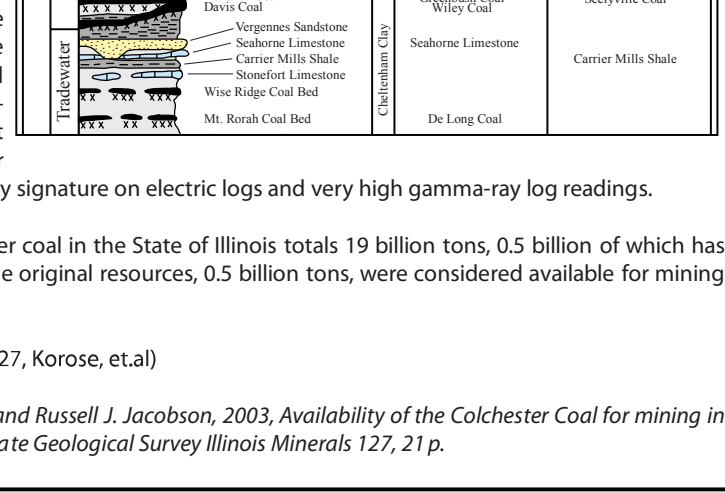 Davis Coal
Vergennes Sandstone
Seahorne Limestone
Carrier Mills Shale
Stonefort Limestone
Wise Ridge Coal Bed
Mt. Rorah Coal Bed
Tradewater
Cheltenham Clay
Wiley Coal
Seahorne Limestone
De Long Coal
Carrier Mills Shale
y signature on electric logs and very high gamma-ray log readings.
er coal in the State of Illinois totals 19 billion tons, 0.5 billion of which has
e original resources, 0.5 billion tons, were considered available for mining
27, Korose, et.al)
and Russell J. Jacobson, 2003, Availability of the Colchester Coal for mining in
ate Geological Survey Illinois Minerals 127, 21 p.